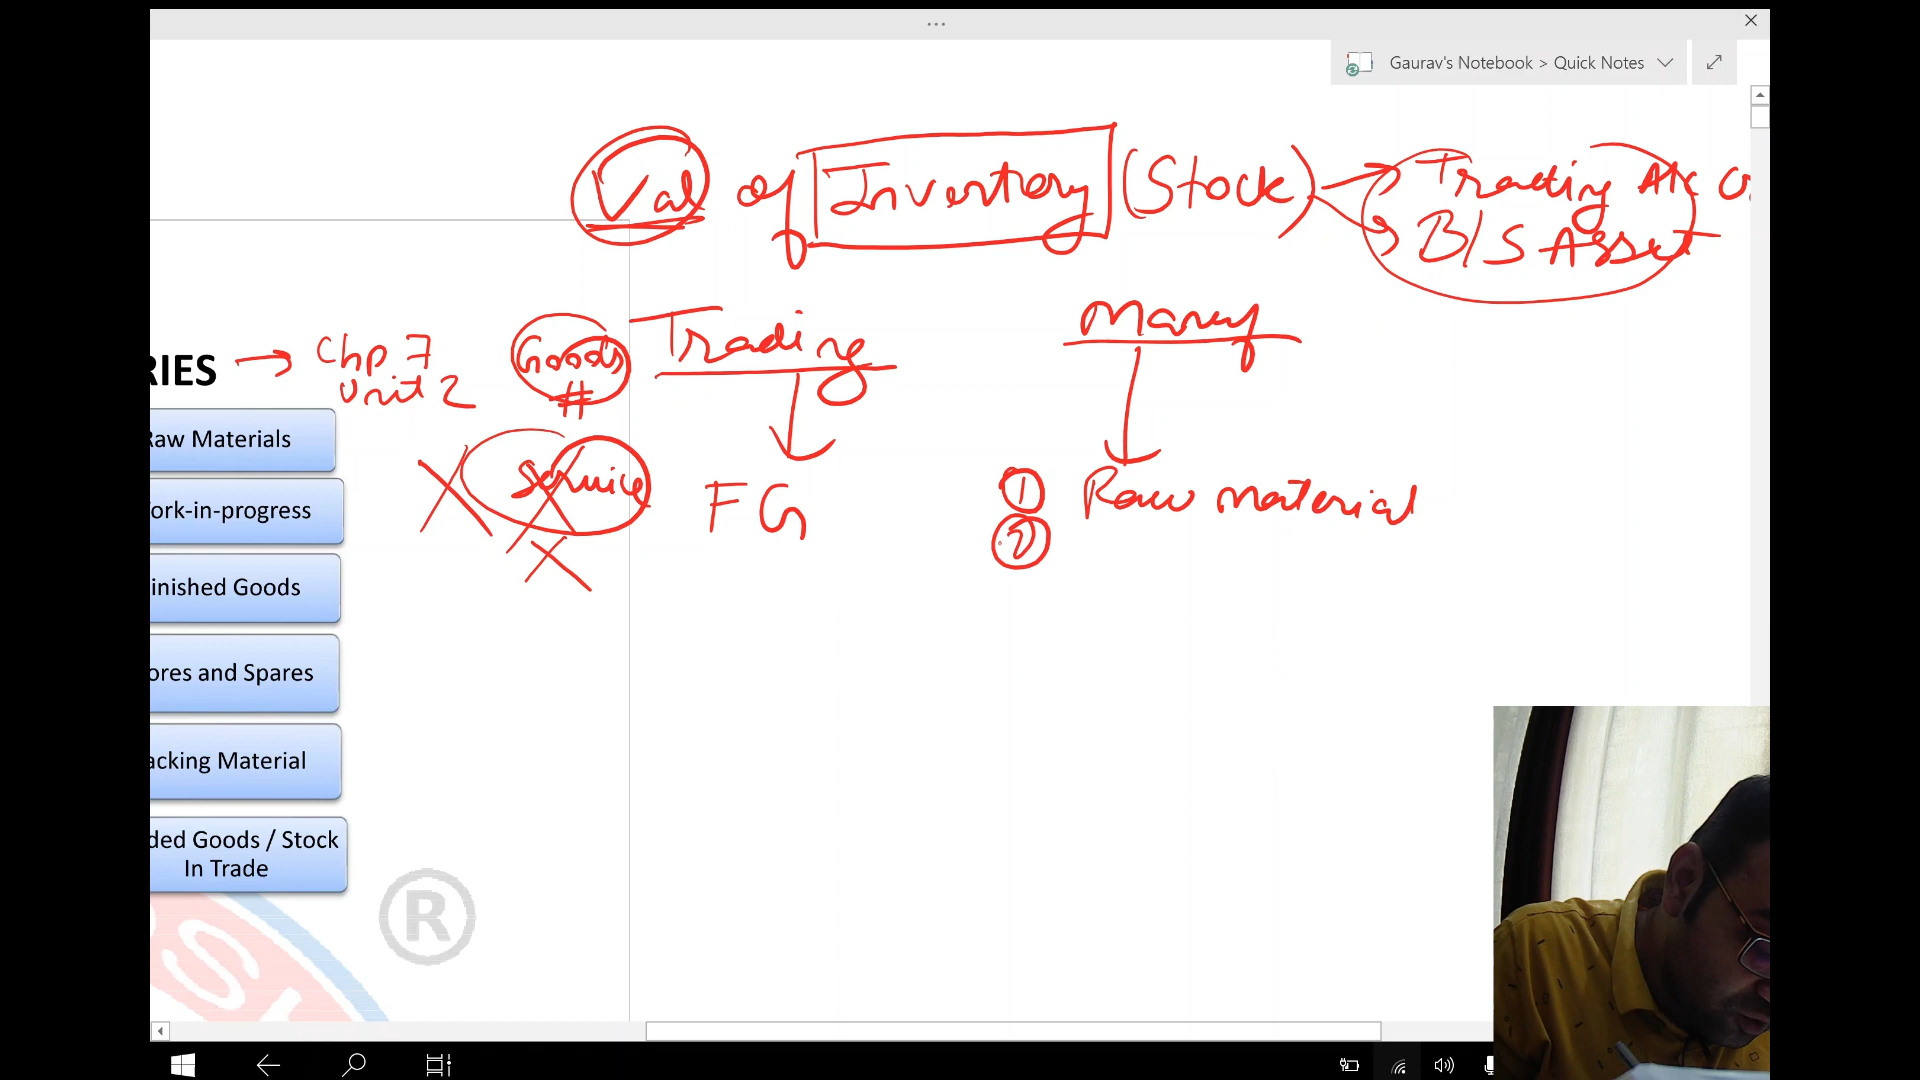 Gaurav's Notebook > Quick Notes
Val of Inventory (Stock) → Trading A/c
B/S Asset
RIES → Chp 7
Unit 2
Goods
#
Trading
Manuf
Service
FG
① Raw material
②
Raw Materials
ork-in-progress
inished Goods
ores and Spares
acking Material
ded Goods / Stock
In Trade
®